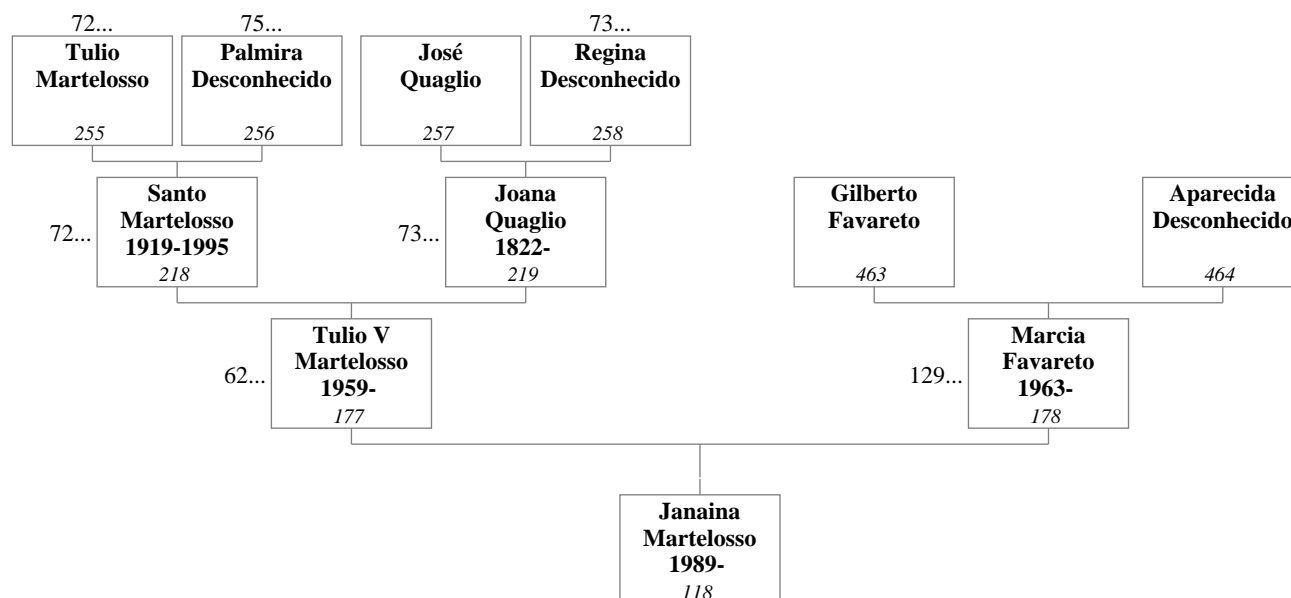 72...
75...
73...
Tulio
Martelosso
255
Palmira
Desconhecido
256
José
Quaglio
257
Regina
Desconhecido
258
72...
Santo
Martelosso
1919-1995
218
73...
Joana
Quaglio
1822-
219
Gilberto
Favareto
463
Aparecida
Desconhecido
464
62...
Tulio V
Martelosso
1959-
177
129...
Marcia
Favareto
1963-
178
Janaina
Martelosso
1989-
118